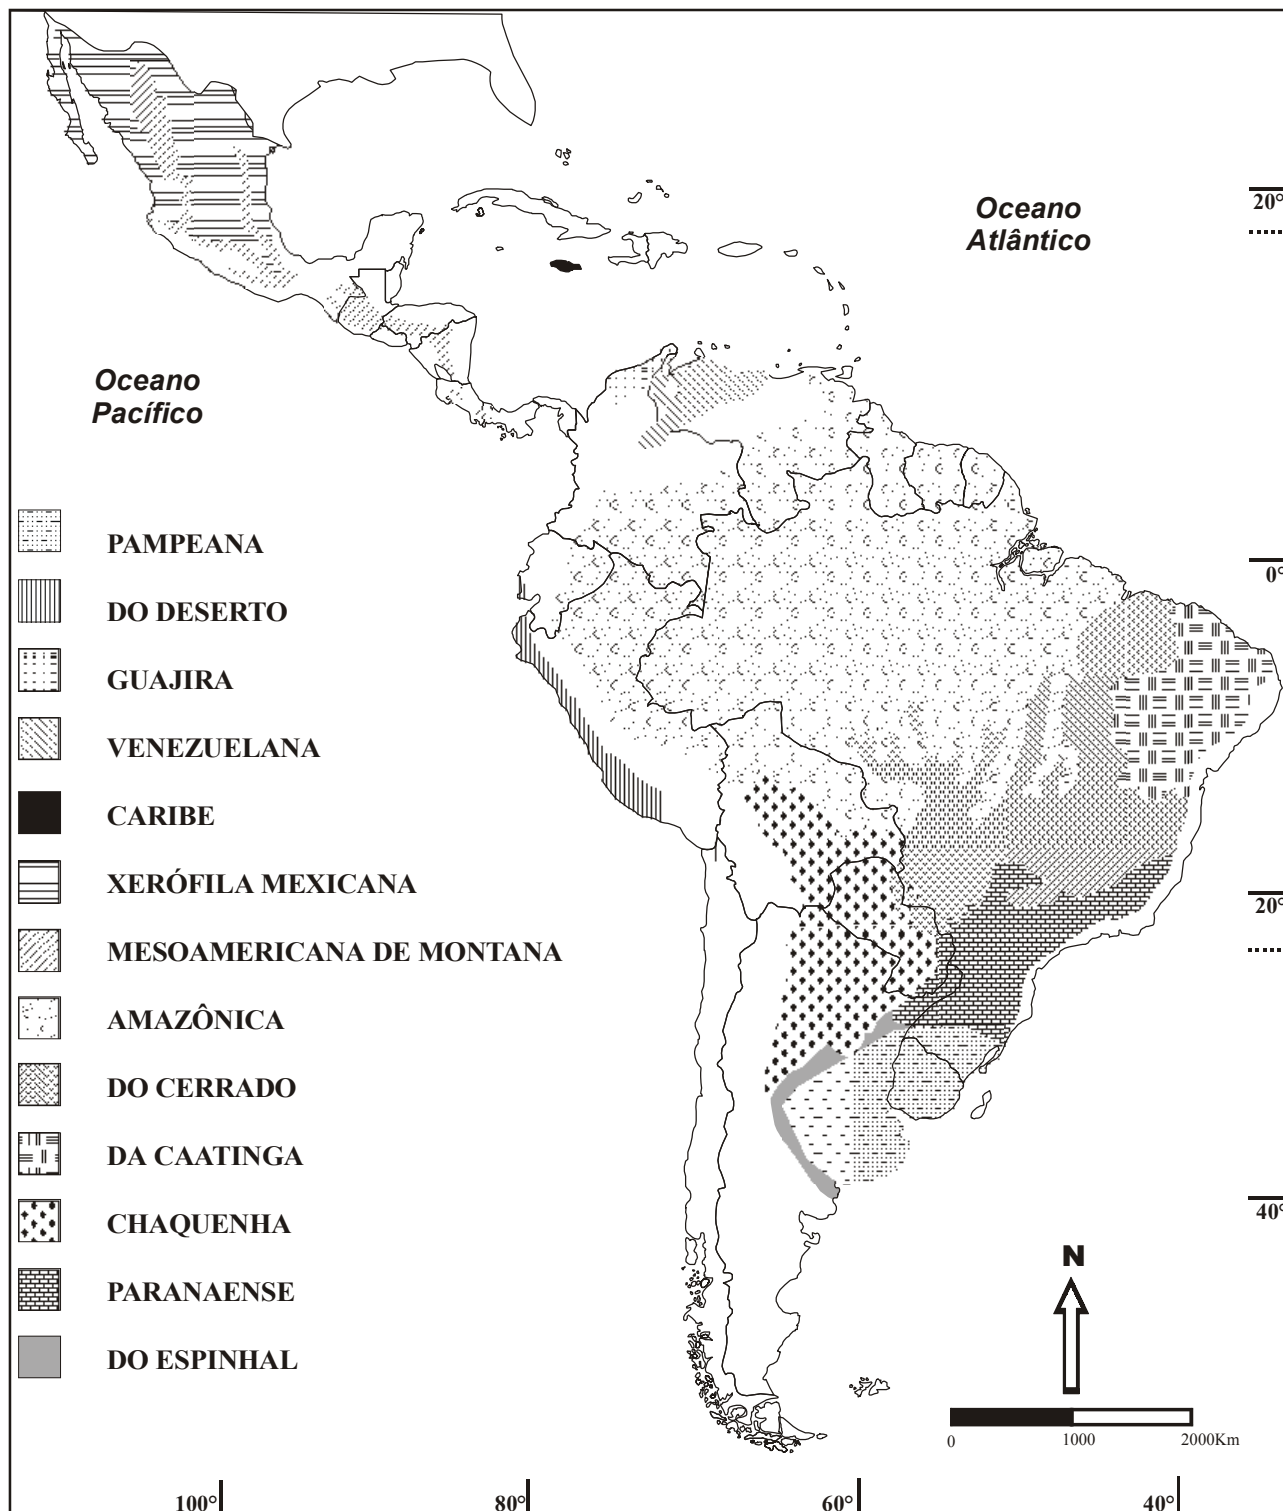 Oceano
Atlântico
20°
Oceano
Pacífico
PAMPEANA
0°
DO DESERTO
GUAJIRA
VENEZUELANA
CARIBE
XERÓFILA MEXICANA
20°
MESOAMERICANA DE MONTANA
AMAZÔNICA
DO CERRADO
DA CAATINGA
40°
CHAQUENHA
N
PARANAENSE
DO ESPINHAL
0 1000 2000Km
100° 80° 60° 40°